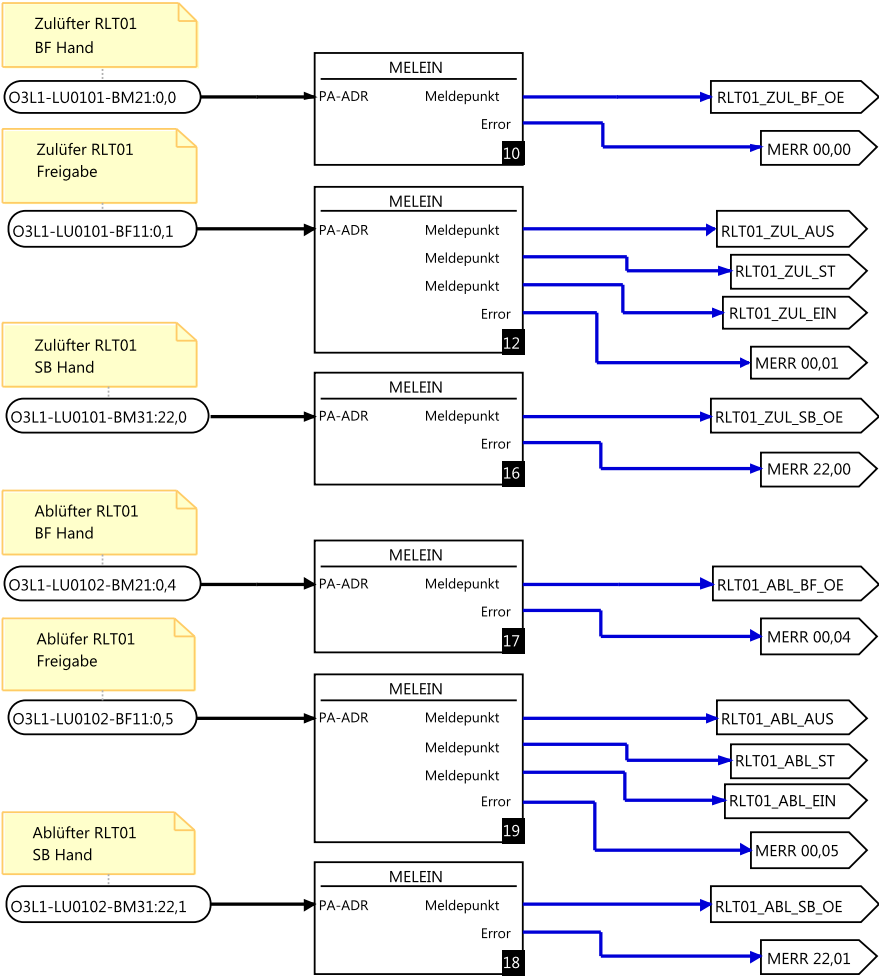 Zulüfter RLT01
BF Hand
O3L1-LU0101-BM21:0,0
MELEIN
PA-ADR
Meldepunkt
Error
10
RLT01_ZUL_BF_OE
MERR 00,00
Zulüfer RLT01
Freigabe
O3L1-LU0101-BF11:0,1
MELEIN
PA-ADR
Meldepunkt
Meldepunkt
Meldepunkt
Error
12
RLT01_ZUL_AUS
RLT01_ZUL_ST
RLT01_ZUL_EIN
MERR 00,01
Zulüfter RLT01
SB Hand
O3L1-LU0101-BM31:22,0
MELEIN
PA-ADR
Meldepunkt
Error
16
RLT01_ZUL_SB_OE
MERR 22,00
Ablüfter RLT01
BF Hand
O3L1-LU0102-BM21:0,4
MELEIN
PA-ADR
Meldepunkt
Error
17
RLT01_ABL_BF_OE
MERR 00,04
Ablüfer RLT01
Freigabe
O3L1-LU0102-BF11:0,5
MELEIN
PA-ADR
Meldepunkt
Meldepunkt
Meldepunkt
Error
19
RLT01_ABL_AUS
RLT01_ABL_ST
RLT01_ABL_EIN
MERR 00,05
Ablüfter RLT01
SB Hand
O3L1-LU0102-BM31:22,1
MELEIN
PA-ADR
Meldepunkt
Error
18
RLT01_ABL_SB_OE
MERR 22,01